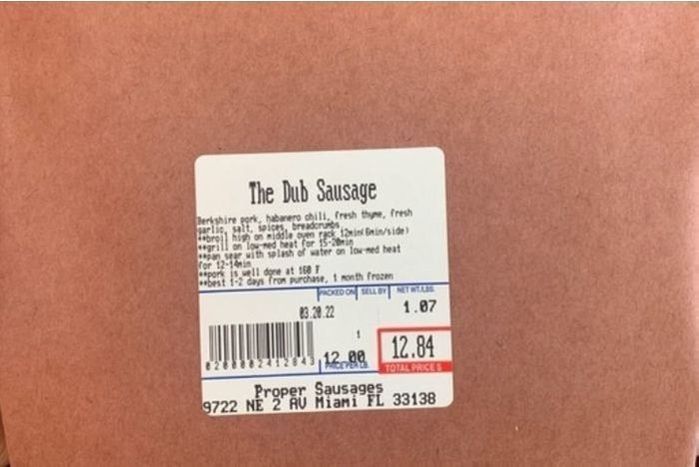 The Dub Sausage
Berkshire pork, habanero chili, fresh thyme, fresh
garlic, salt, spices, breadcrumbs
**broil high on middle oven rack 12min(6min/side)
**grill on low-med heat for 15-20min
**pan sear with splash of water on low-med heat
for 12-14min
**pork is well done at 160 F
**best 1-2 days from purchase, 1 month frozen
PACKED ON SELL BY NET WT./LBS.
03.20.22 1.07
1
12.00 12.84
PRICE PER LB. TOTAL PRICE $
0200002412843
Proper Sausages
9722 NE 2 AV Miami FL 33138